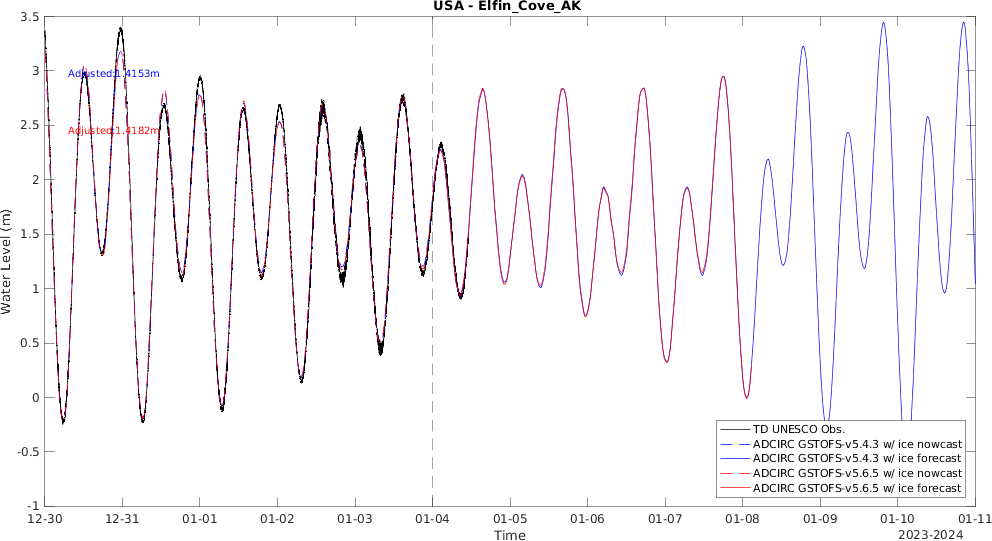 USA - Elfin_Cove_AK
3.5
3
2.5
2
1.5
1
0.5
0
-0.5
-1
Water Level (m)
Adjusted:1.4153m
Adjusted:1.4182m
TD UNESCO Obs.
ADCIRC GSTOFS-v5.4.3 w/ ice nowcast
ADCIRC GSTOFS-v5.4.3 w/ ice forecast
ADCIRC GSTOFS-v5.6.5 w/ ice nowcast
ADCIRC GSTOFS-v5.6.5 w/ ice forecast
12-30 12-31 01-01 01-02 01-03 01-04 01-05 01-06 01-07 01-08 01-09 01-10 01-11
Time
2023-2024